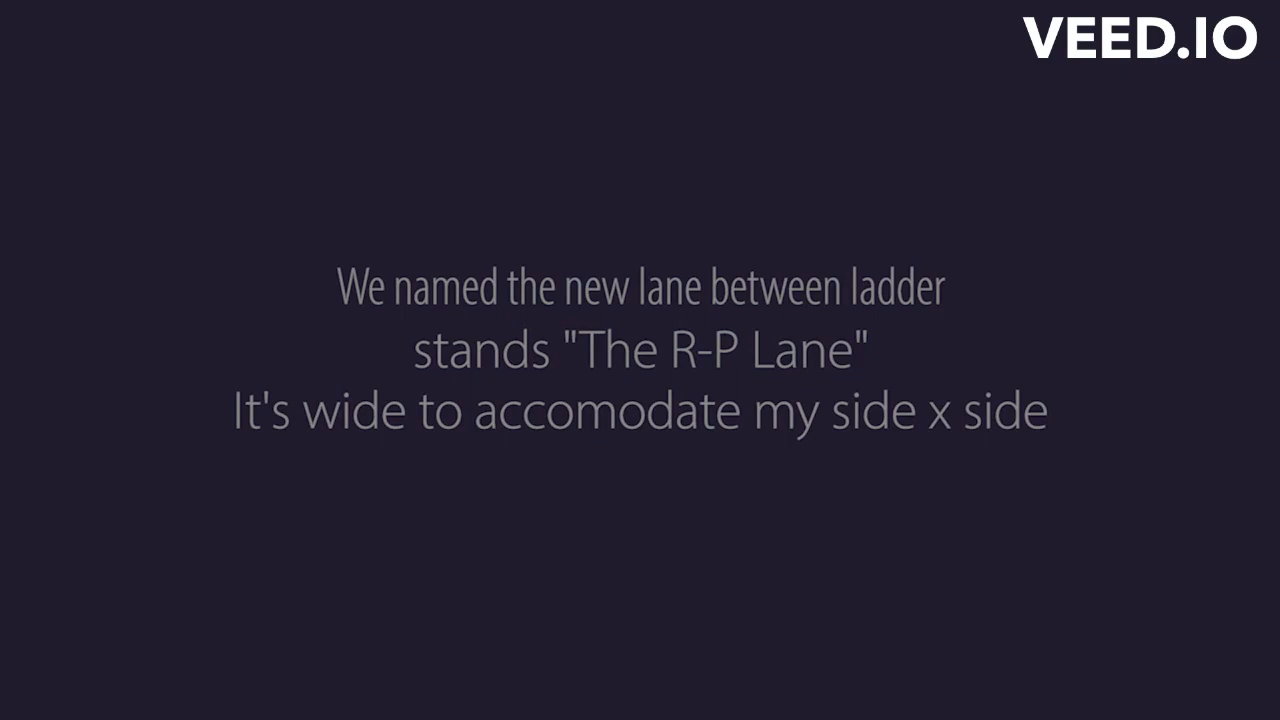 VEED.IO
We named the new lane between ladder
stands "The R-P Lane"
It's wide to accomodate my side x side